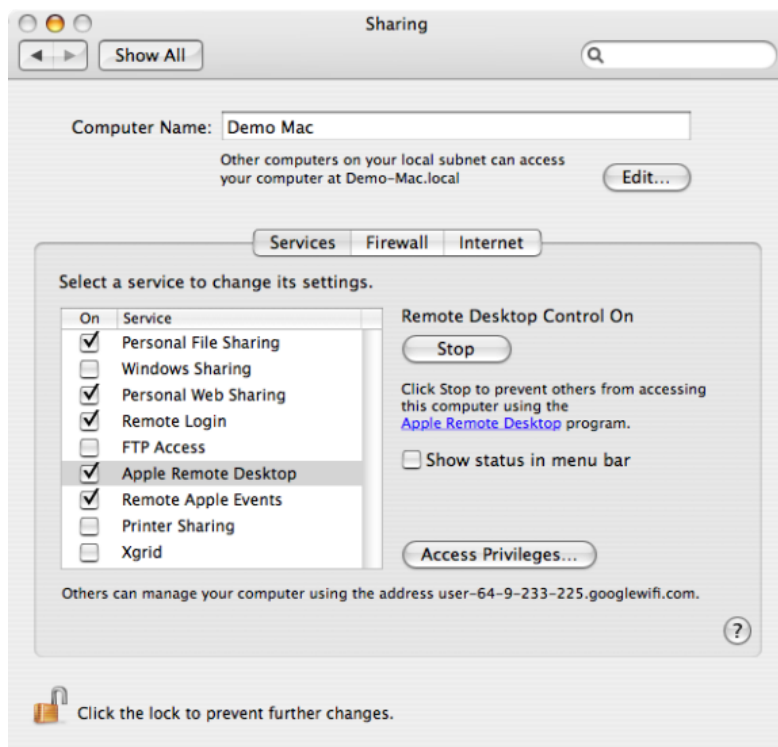 Sharing
Show All
Computer Name: Demo Mac
Other computers on your local subnet can access
your computer at Demo-Mac.local
Edit...
Services Firewall Internet
Select a service to change its settings.
On Service
Personal File Sharing
Windows Sharing
Personal Web Sharing
Remote Login
FTP Access
Apple Remote Desktop
Remote Apple Events
Printer Sharing
Xgrid
Remote Desktop Control On
Stop
Click Stop to prevent others from accessing
this computer using the
Apple Remote Desktop program.
Show status in menu bar
Access Privileges...
Others can manage your computer using the address user-64-9-233-225.googlewifi.com.
?
Click the lock to prevent further changes.